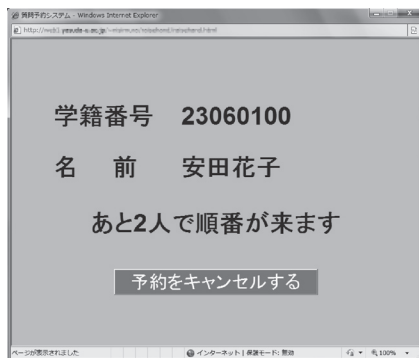 質問予約システム - Windows Internet Explorer
学籍番号 23060100
名 前 安田花子
あと2人で順番が来ます
予約をキャンセルする
ページが表示されました インターネット | 保護モード: 無効 100%